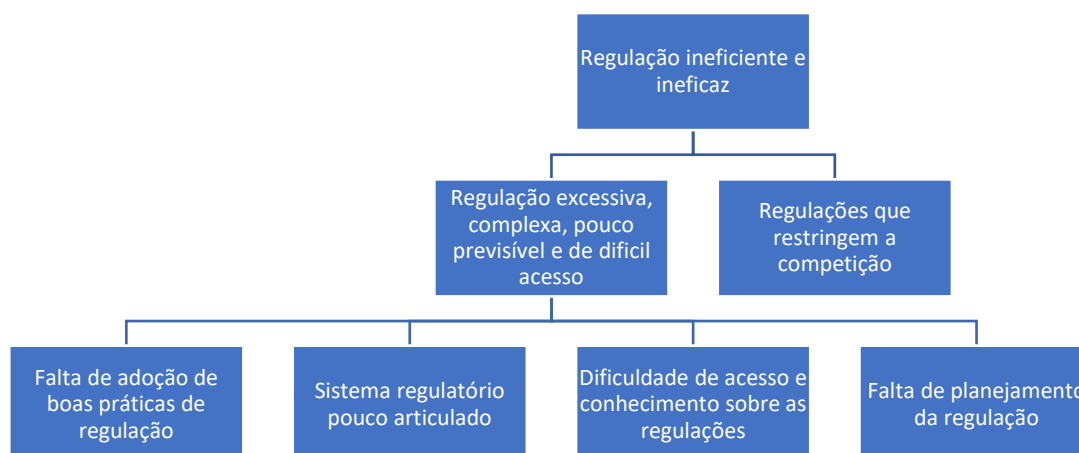 Regulação ineficiente e
ineficaz
Regulação excessiva,
complexa, pouco
previsível e de dificil
acesso
Regulações que
restringem a
competição
Falta de adoção de
boas práticas de
regulação
Sistema regulatório
pouco articulado
Dificuldade de acesso e
conhecimento sobre as
regulações
Falta de planejamento
da regulação